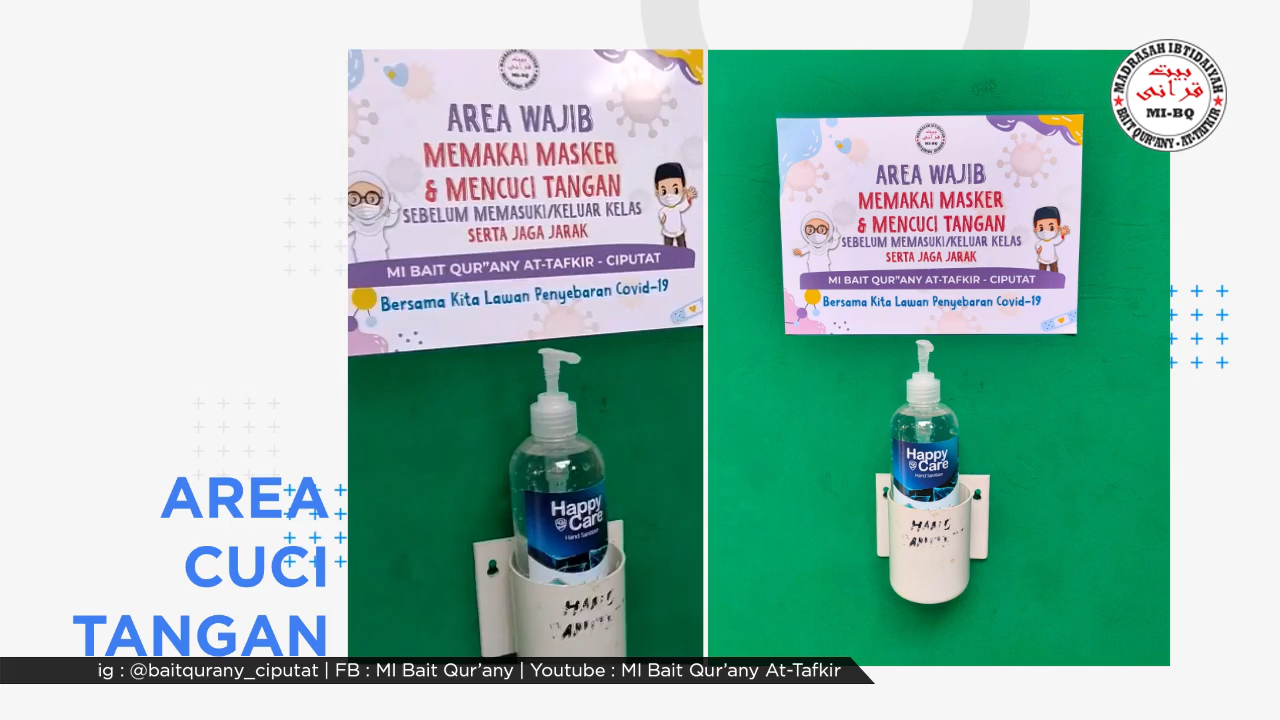 AREA
CUCI
TANGAN
AREA WAJIB
MEMAKAI MASKER
& MENCUCI TANGAN
SEBELUM MEMASUKI/KELUAR KELAS
SERTA JAGA JARAK
MI BAIT QUR"ANY AT-TAFKIR - CIPUTAT
Bersama Kita Lawan Penyebaran Covid-19
Happy
Care
Hand Sanitizer
AREA WAJIB
MEMAKAI MASKER
& MENCUCI TANGAN
SEBELUM MEMASUKI/KELUAR KELAS
SERTA JAGA JARAK
MI BAIT QUR"ANY AT-TAFKIR - CIPUTAT
Bersama Kita Lawan Penyebaran Covid-19
Happy
Care
Hand Sanitizer
MADRASAH IBTIDAIYAH
بيت
قرآنى
MI-BQ
BAIT QUR'ANY - AT-TAFKIR
ig : @baitqurany_ciputat | FB : MI Bait Qur'any | Youtube : MI Bait Qur'any At-Tafkir